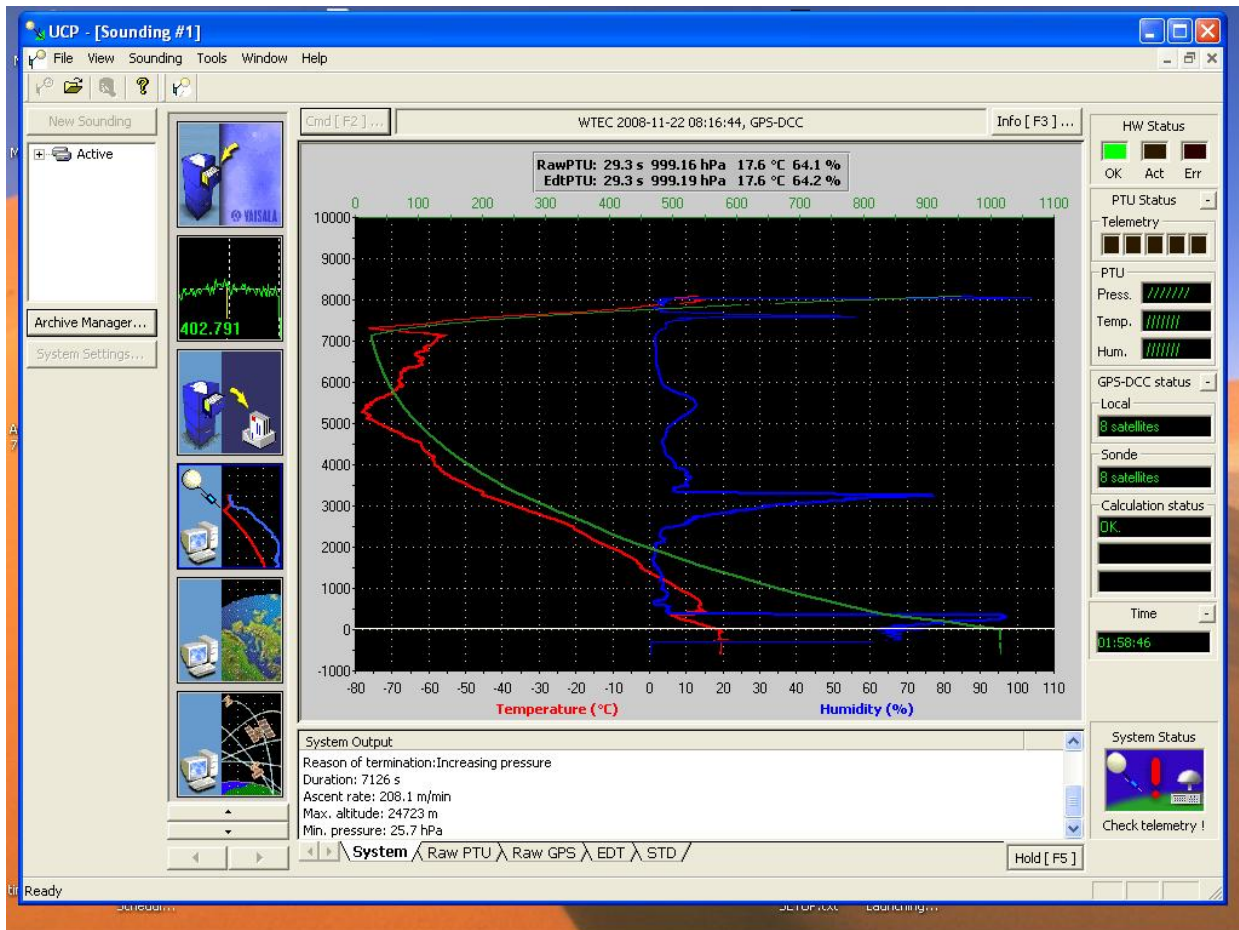 UCP - [Sounding #1]
File View Sounding Tools Window Help
New Sounding
Active
Archive Manager...
System Settings...
VAISALA
402.791
Cmd [ F2 ] ...
WTEC 2008-11-22 08:16:44, GPS-DCC
Info [ F3 ] ...
RawPTU: 29.3 s 999.16 hPa 17.6 °C 64.1 %
EdtPTU: 29.3 s 999.19 hPa 17.6 °C 64.2 %
0 100 200 300 400 500 600 700 800 900 1000 1100
10000
9000
8000
7000
6000
5000
4000
3000
2000
1000
0
-1000
-80 -70 -60 -50 -40 -30 -20 -10 0 10 20 30 40 50 60 70 80 90 100 110
Temperature (°C) Humidity (%)
System Output
Reason of termination:Increasing pressure
Duration: 7126 s
Ascent rate: 208.1 m/min
Max. altitude: 24723 m
Min. pressure: 25.7 hPa
System Raw PTU Raw GPS EDT STD
Hold [ F5 ]
HW Status
OK Act Err
PTU Status
Telemetry
PTU
Press. ///////
Temp. ///////
Hum. ///////
GPS-DCC status
Local
8 satellites
Sonde
8 satellites
Calculation status
OK.
Time
01:58:46
System Status
Check telemetry !
Ready